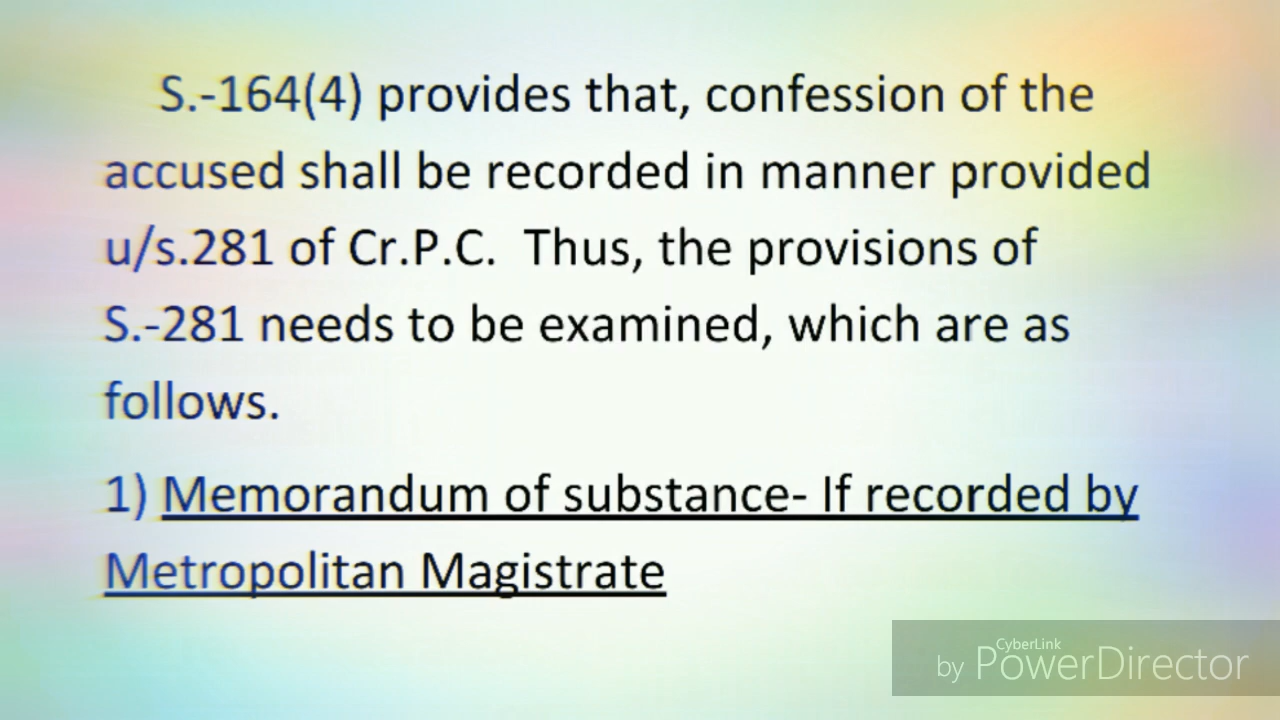 S.-164(4) provides that, confession of the
accused shall be recorded in manner provided
u/s.281 of Cr.P.C.  Thus, the provisions of
S.-281 needs to be examined, which are as
follows.
1) Memorandum of substance- If recorded by
Metropolitan Magistrate
CyberLink
by PowerDirector